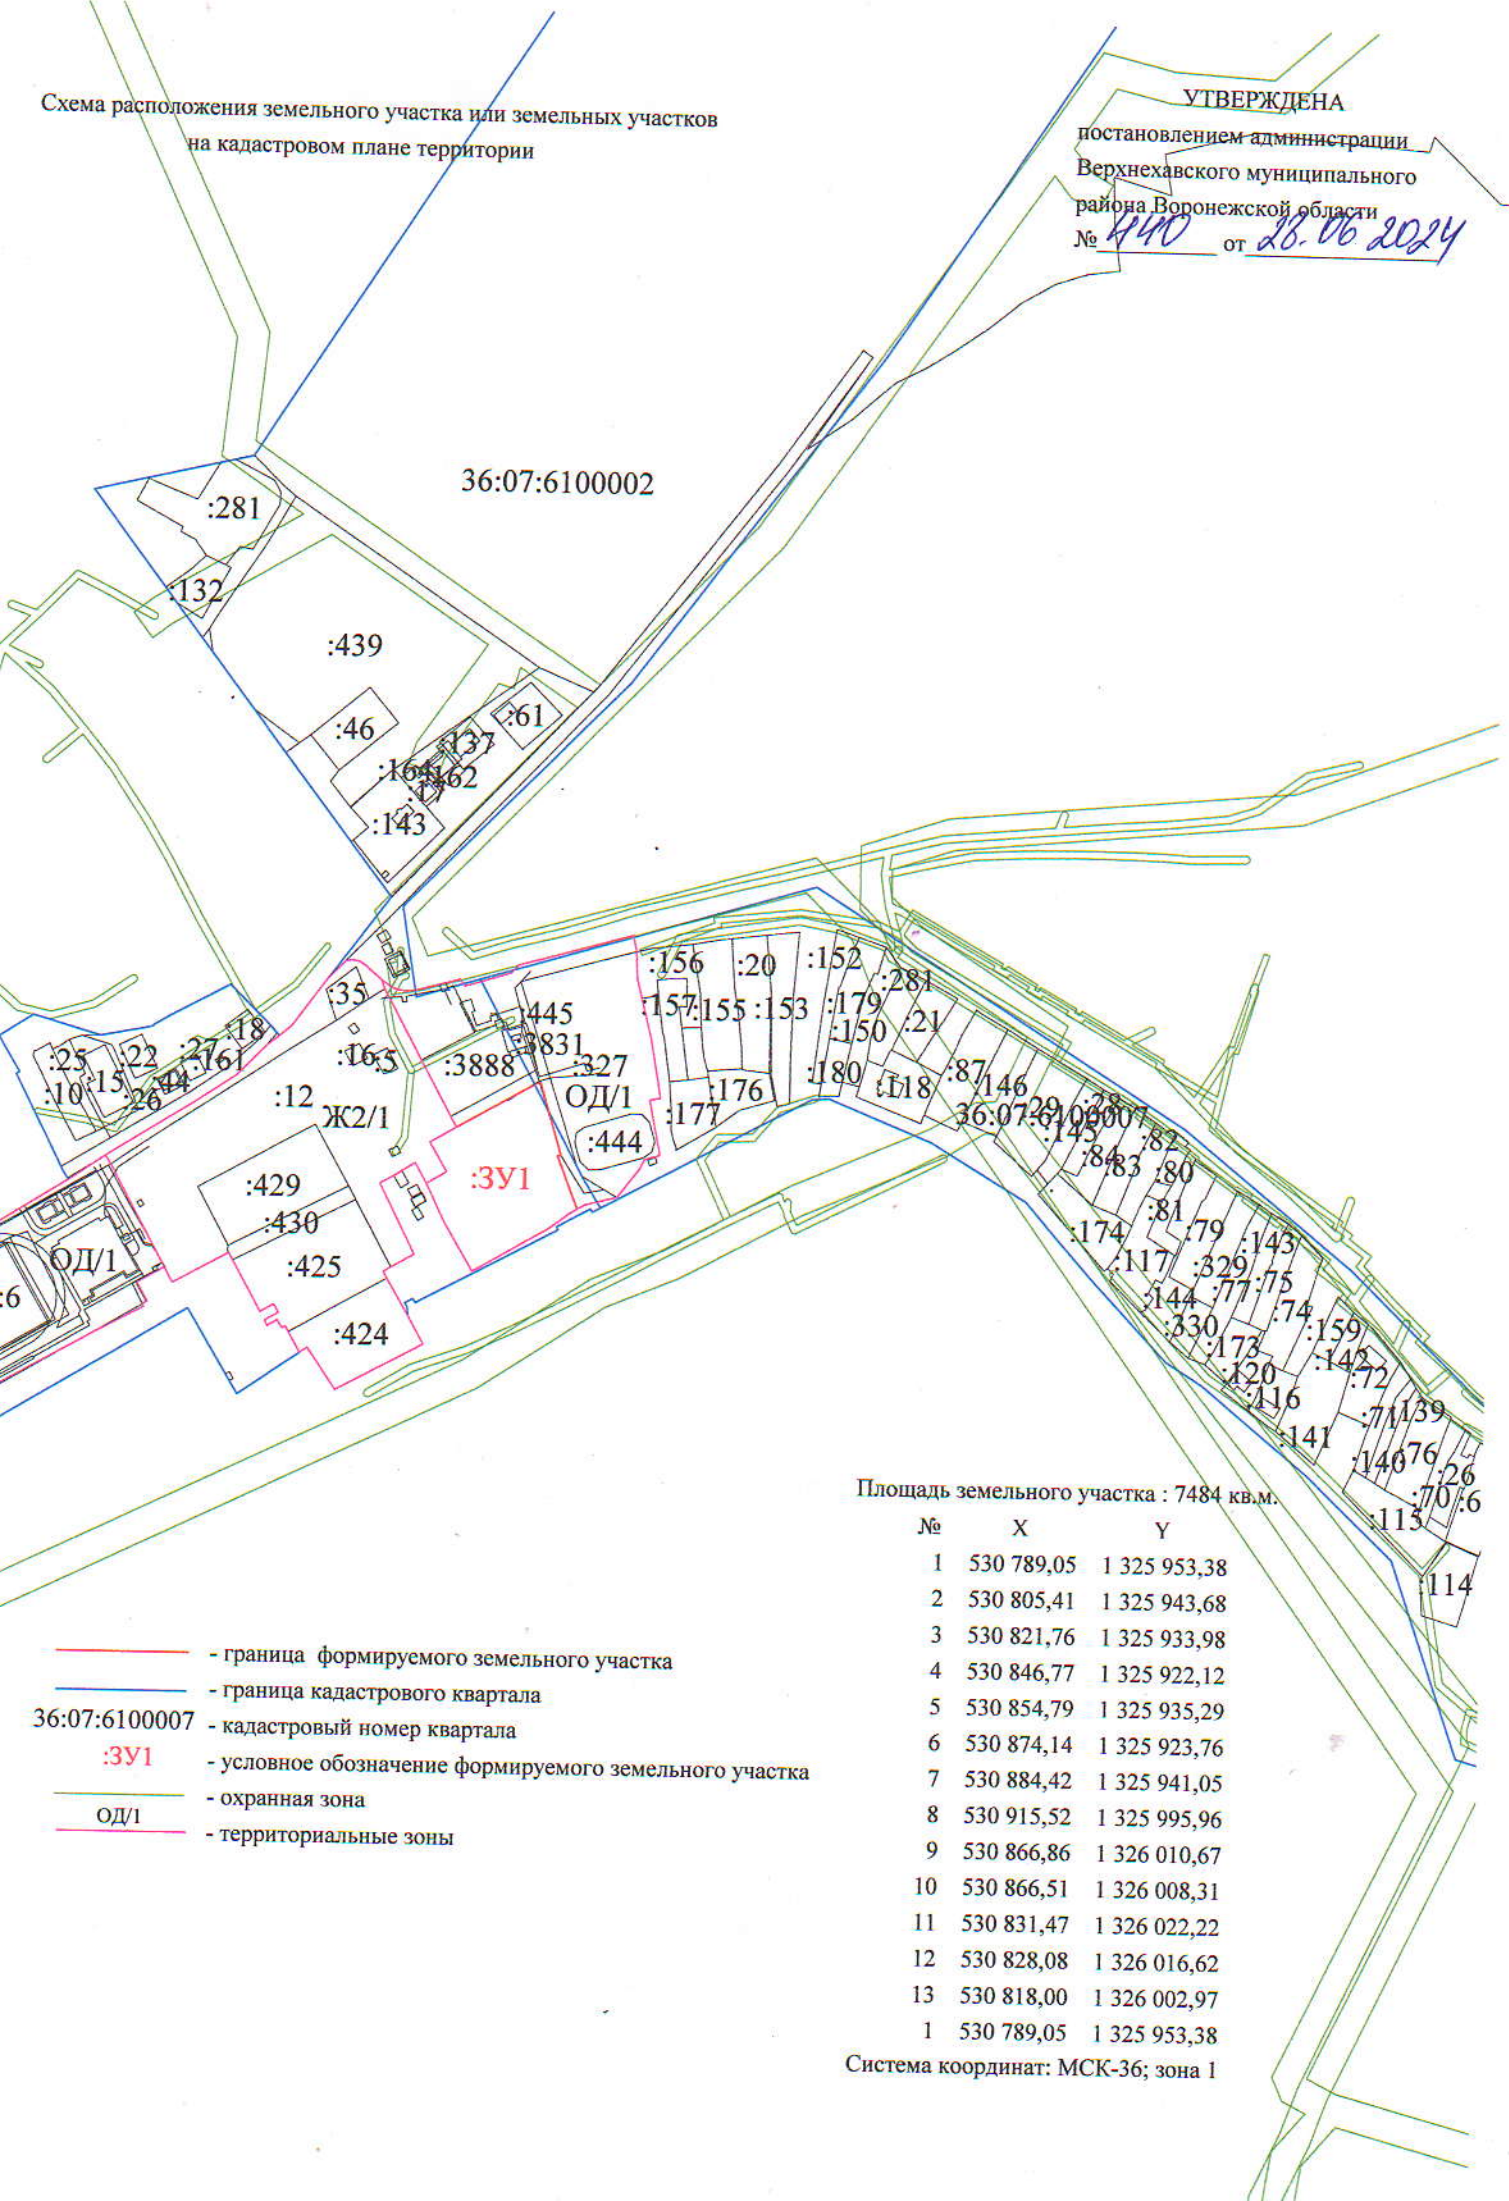 Схема расположения земельного участка или земельных участков
на кадастровом плане территории
УТВЕРЖДЕНА
постановлением администрации
Верхнехавского муниципального
района Воронежской области
№ 440 от 28.06.2024
36:07:6100002
:281
:132
:439
:46
:61
:137
:164
:162
:17
:143
:35
:156
:20
:152
:281
:157
:155
:153
:179
:150
:21
:445
:3831
:327
:3888
ОД/1
:444
:177
:176
:180
:118
:87
:146
36:07:6100007
:29
:28
:145
:82
:84
:83
:80
:81
:79
:174
:117
:143
:329
:75
:77
:144
:74
:330
:159
:173
:142
:120
:72
:116
:71
:139
:141
:140
:76
:26
:70
:6
:115
:114
:18
:27
:161
:22
:25
:15
:44
:10
:26
:16
:5
:12
Ж2/1
:ЗУ1
:429
:430
:425
:424
ОД/1
:6
Площадь земельного участка : 7484 кв.м.
№ X Y
1 530 789,05 1 325 953,38
2 530 805,41 1 325 943,68
3 530 821,76 1 325 933,98
4 530 846,77 1 325 922,12
5 530 854,79 1 325 935,29
6 530 874,14 1 325 923,76
7 530 884,42 1 325 941,05
8 530 915,52 1 325 995,96
9 530 866,86 1 326 010,67
10 530 866,51 1 326 008,31
11 530 831,47 1 326 022,22
12 530 828,08 1 326 016,62
13 530 818,00 1 326 002,97
1 530 789,05 1 325 953,38
Система координат: МСК-36; зона 1
- граница формируемого земельного участка
- граница кадастрового квартала
36:07:6100007 - кадастровый номер квартала
:ЗУ1 - условное обозначение формируемого земельного участка
- охранная зона
ОД/1
- территориальные зоны